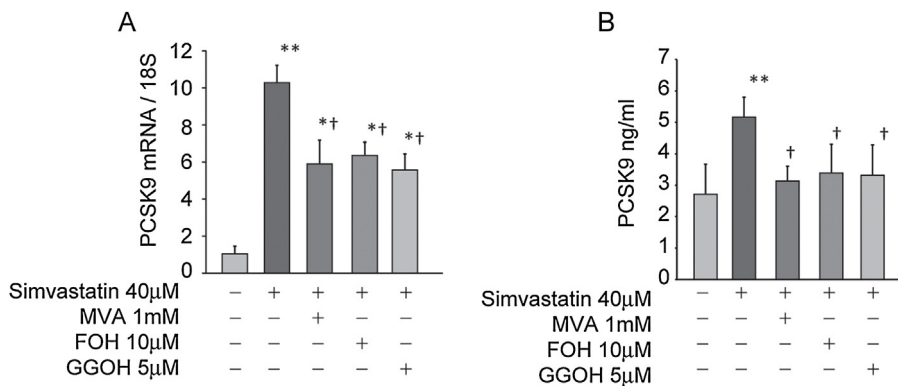 A
PCSK9 mRNA / 18S
12
10
8
6
4
2
0
**
*†
*†
*†
Simvastatin 40μM − + + + +
MVA 1mM − − + − −
FOH 10μM − − − + −
GGOH 5μM − − − − +
B
PCSK9 ng/ml
7
6
5
4
3
2
1
0
**
†
†
†
Simvastatin 40μM − + + + +
MVA 1mM − − + − −
FOH 10μM − − − + −
GGOH 5μM − − − − +